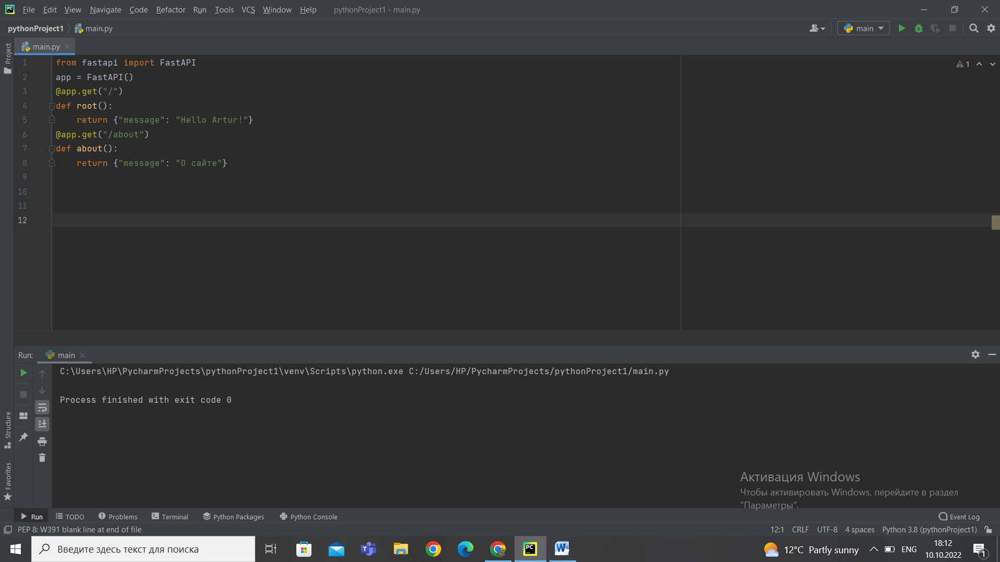 File Edit View Navigate Code Refactor Run Tools VCS Window Help pythonProject1 - main.py
pythonProject1 main.py main
Project
main.py
1 from fastapi import FastAPI
2 app = FastAPI()
3 @app.get("/")
4 def root():
5 return {"message": "Hello Artur!"}
6 @app.get("/about")
7 def about():
8 return {"message": "О сайте"}
9
10
11
12
1
Run: main
C:\Users\HP\PycharmProjects\pythonProject1\venv\Scripts\python.exe C:/Users/HP/PycharmProjects/pythonProject1/main.py
Process finished with exit code 0
Structure
Favorites
Активация Windows
Чтобы активировать Windows, перейдите в раздел
"Параметры".
Run TODO Problems Terminal Python Packages Python Console Event Log
PEP 8: W391 blank line at end of file 12:1 CRLF UTF-8 4 spaces Python 3.8 (pythonProject1)
Введите здесь текст для поиска
12°C Partly sunny ENG
18:12
10.10.2022
1